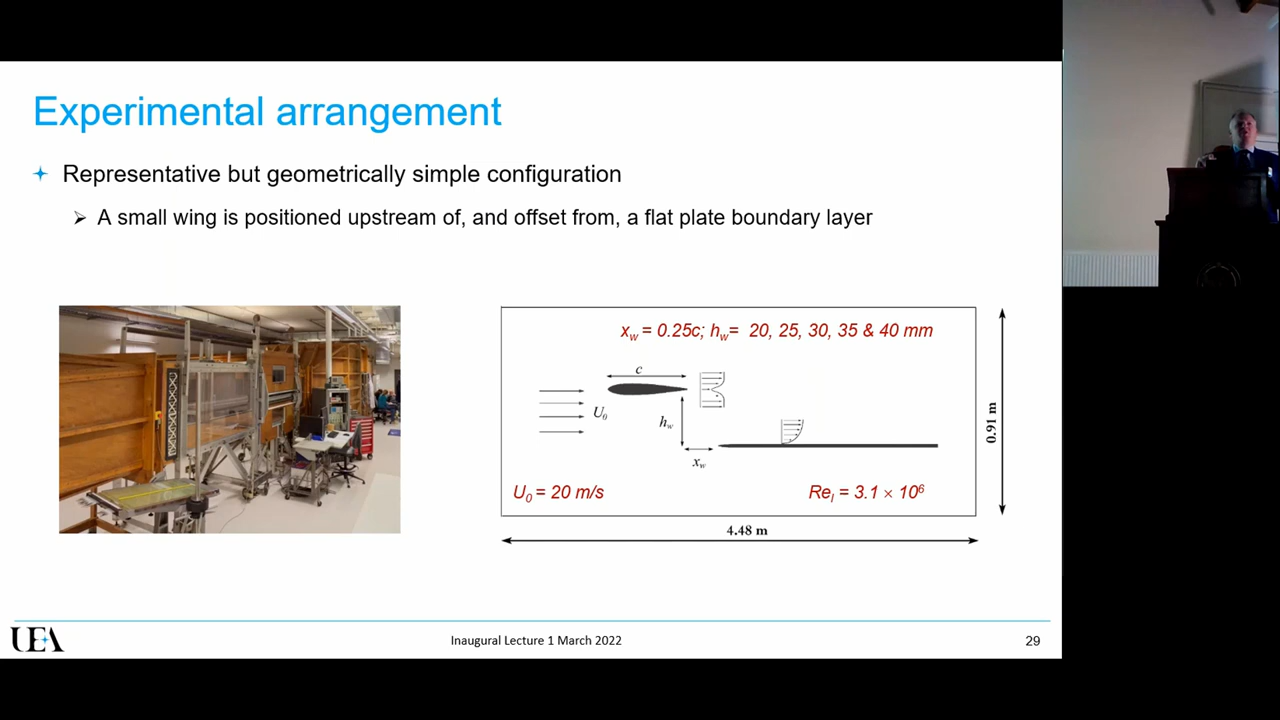 Experimental arrangement
Representative but geometrically simple configuration
A small wing is positioned upstream of, and offset from, a flat plate boundary layer
x_w = 0.25c; h_w = 20, 25, 30, 35 & 40 mm
c
U_0
h_w
x_w
0.91 m
U_0 = 20 m/s
Re_l = 3.1 × 10^6
4.48 m
UEA
Inaugural Lecture 1 March 2022
29